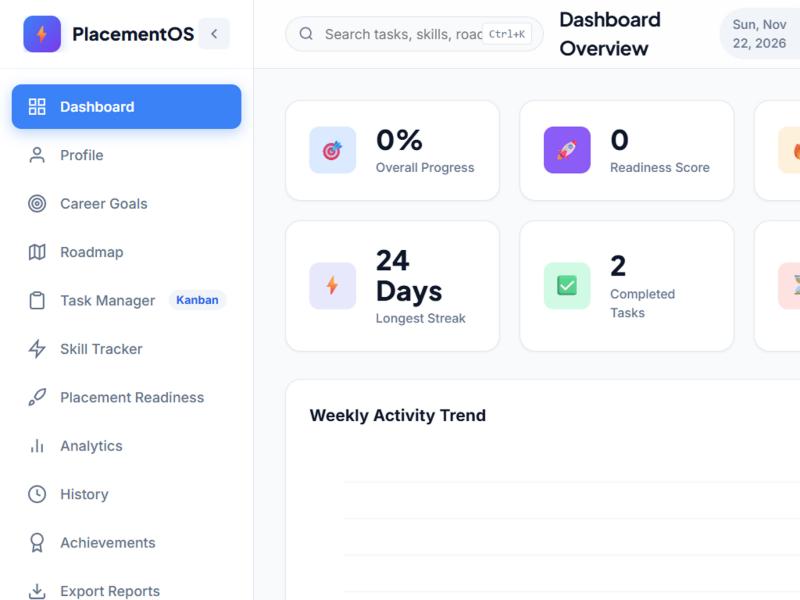 PlacementOS
Dashboard
Profile
Career Goals
Roadmap
Task Manager Kanban
Skill Tracker
Placement Readiness
Analytics
History
Achievements
Export Reports
Search tasks, skills, road Ctrl+K
Dashboard
Overview
Sun, Nov
22, 2026
0%
Overall Progress
0
Readiness Score
24
Days
Longest Streak
2
Completed
Tasks
Weekly Activity Trend